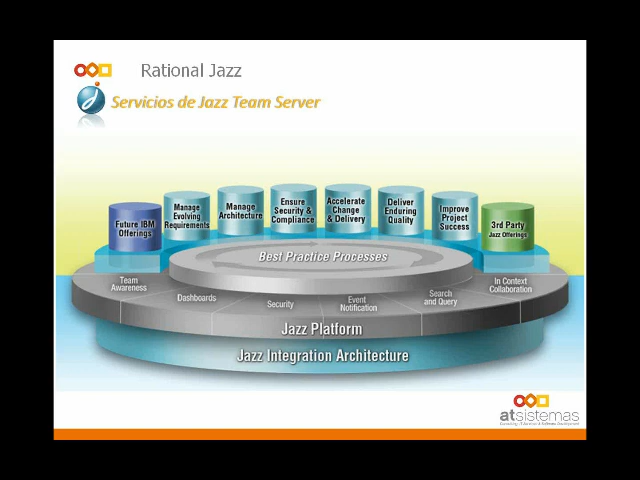 Rational Jazz
Servicios de Jazz Team Server
Future IBM
Offerings
Manage
Evolving
Requirements
Manage
Architecture
Ensure
Security &
Compliance
Accelerate
Change
& Delivery
Deliver
Enduring
Quality
Improve
Project
Success
3rd Party
Jazz Offerings
Best Practice Processes
Team
Awareness
Dashboards
Security
Event
Notification
Search
and Query
In Context
Collaboration
Jazz Platform
Jazz Integration Architecture
atsistemas